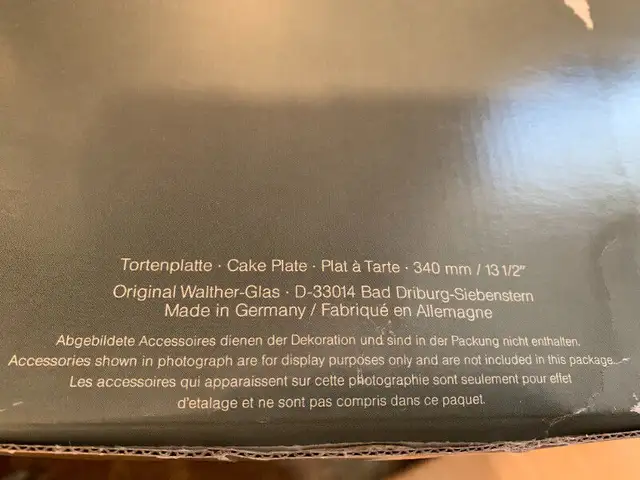 Tortenplatte · Cake Plate · Plat à Tarte · 340 mm / 13 1/2"
Original Walther-Glas · D-33014 Bad Driburg-Siebenstern
Made in Germany / Fabriqué en Allemagne
Abgebildete Accessoires dienen der Dekoration und sind in der Packung nicht enthalten.
Accessories shown in photograph are for display purposes only and are not included in this package.
Les accessoires qui apparaissent sur cette photographie sont seulement pour effet
d'etalage et ne sont pas compris dans ce paquet.